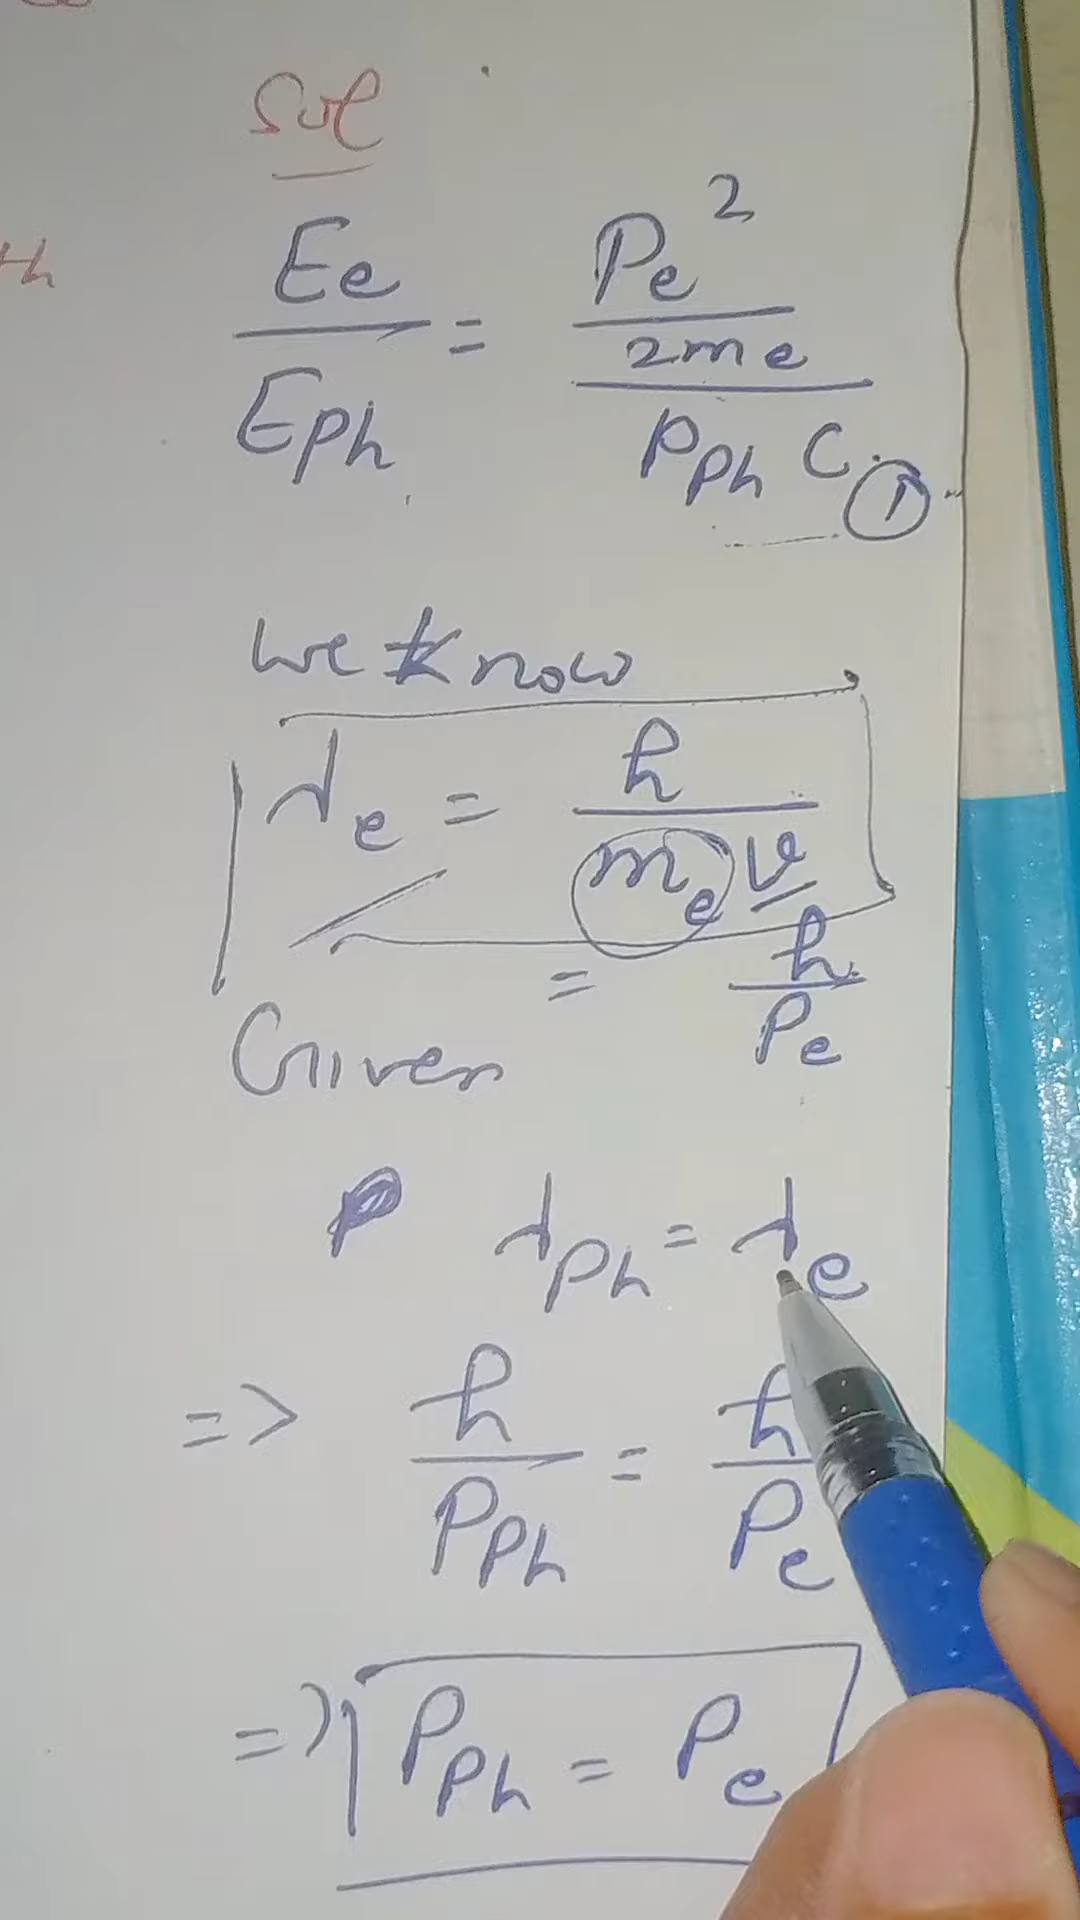 th
Sol
Ee / Eph = (Pe² / 2me) / (Pph C) ①
we know
λe = h / (me v)
= h / Pe
Given
P λPh = λe
=> h / PPh = h / Pe
=> PPh = Pe